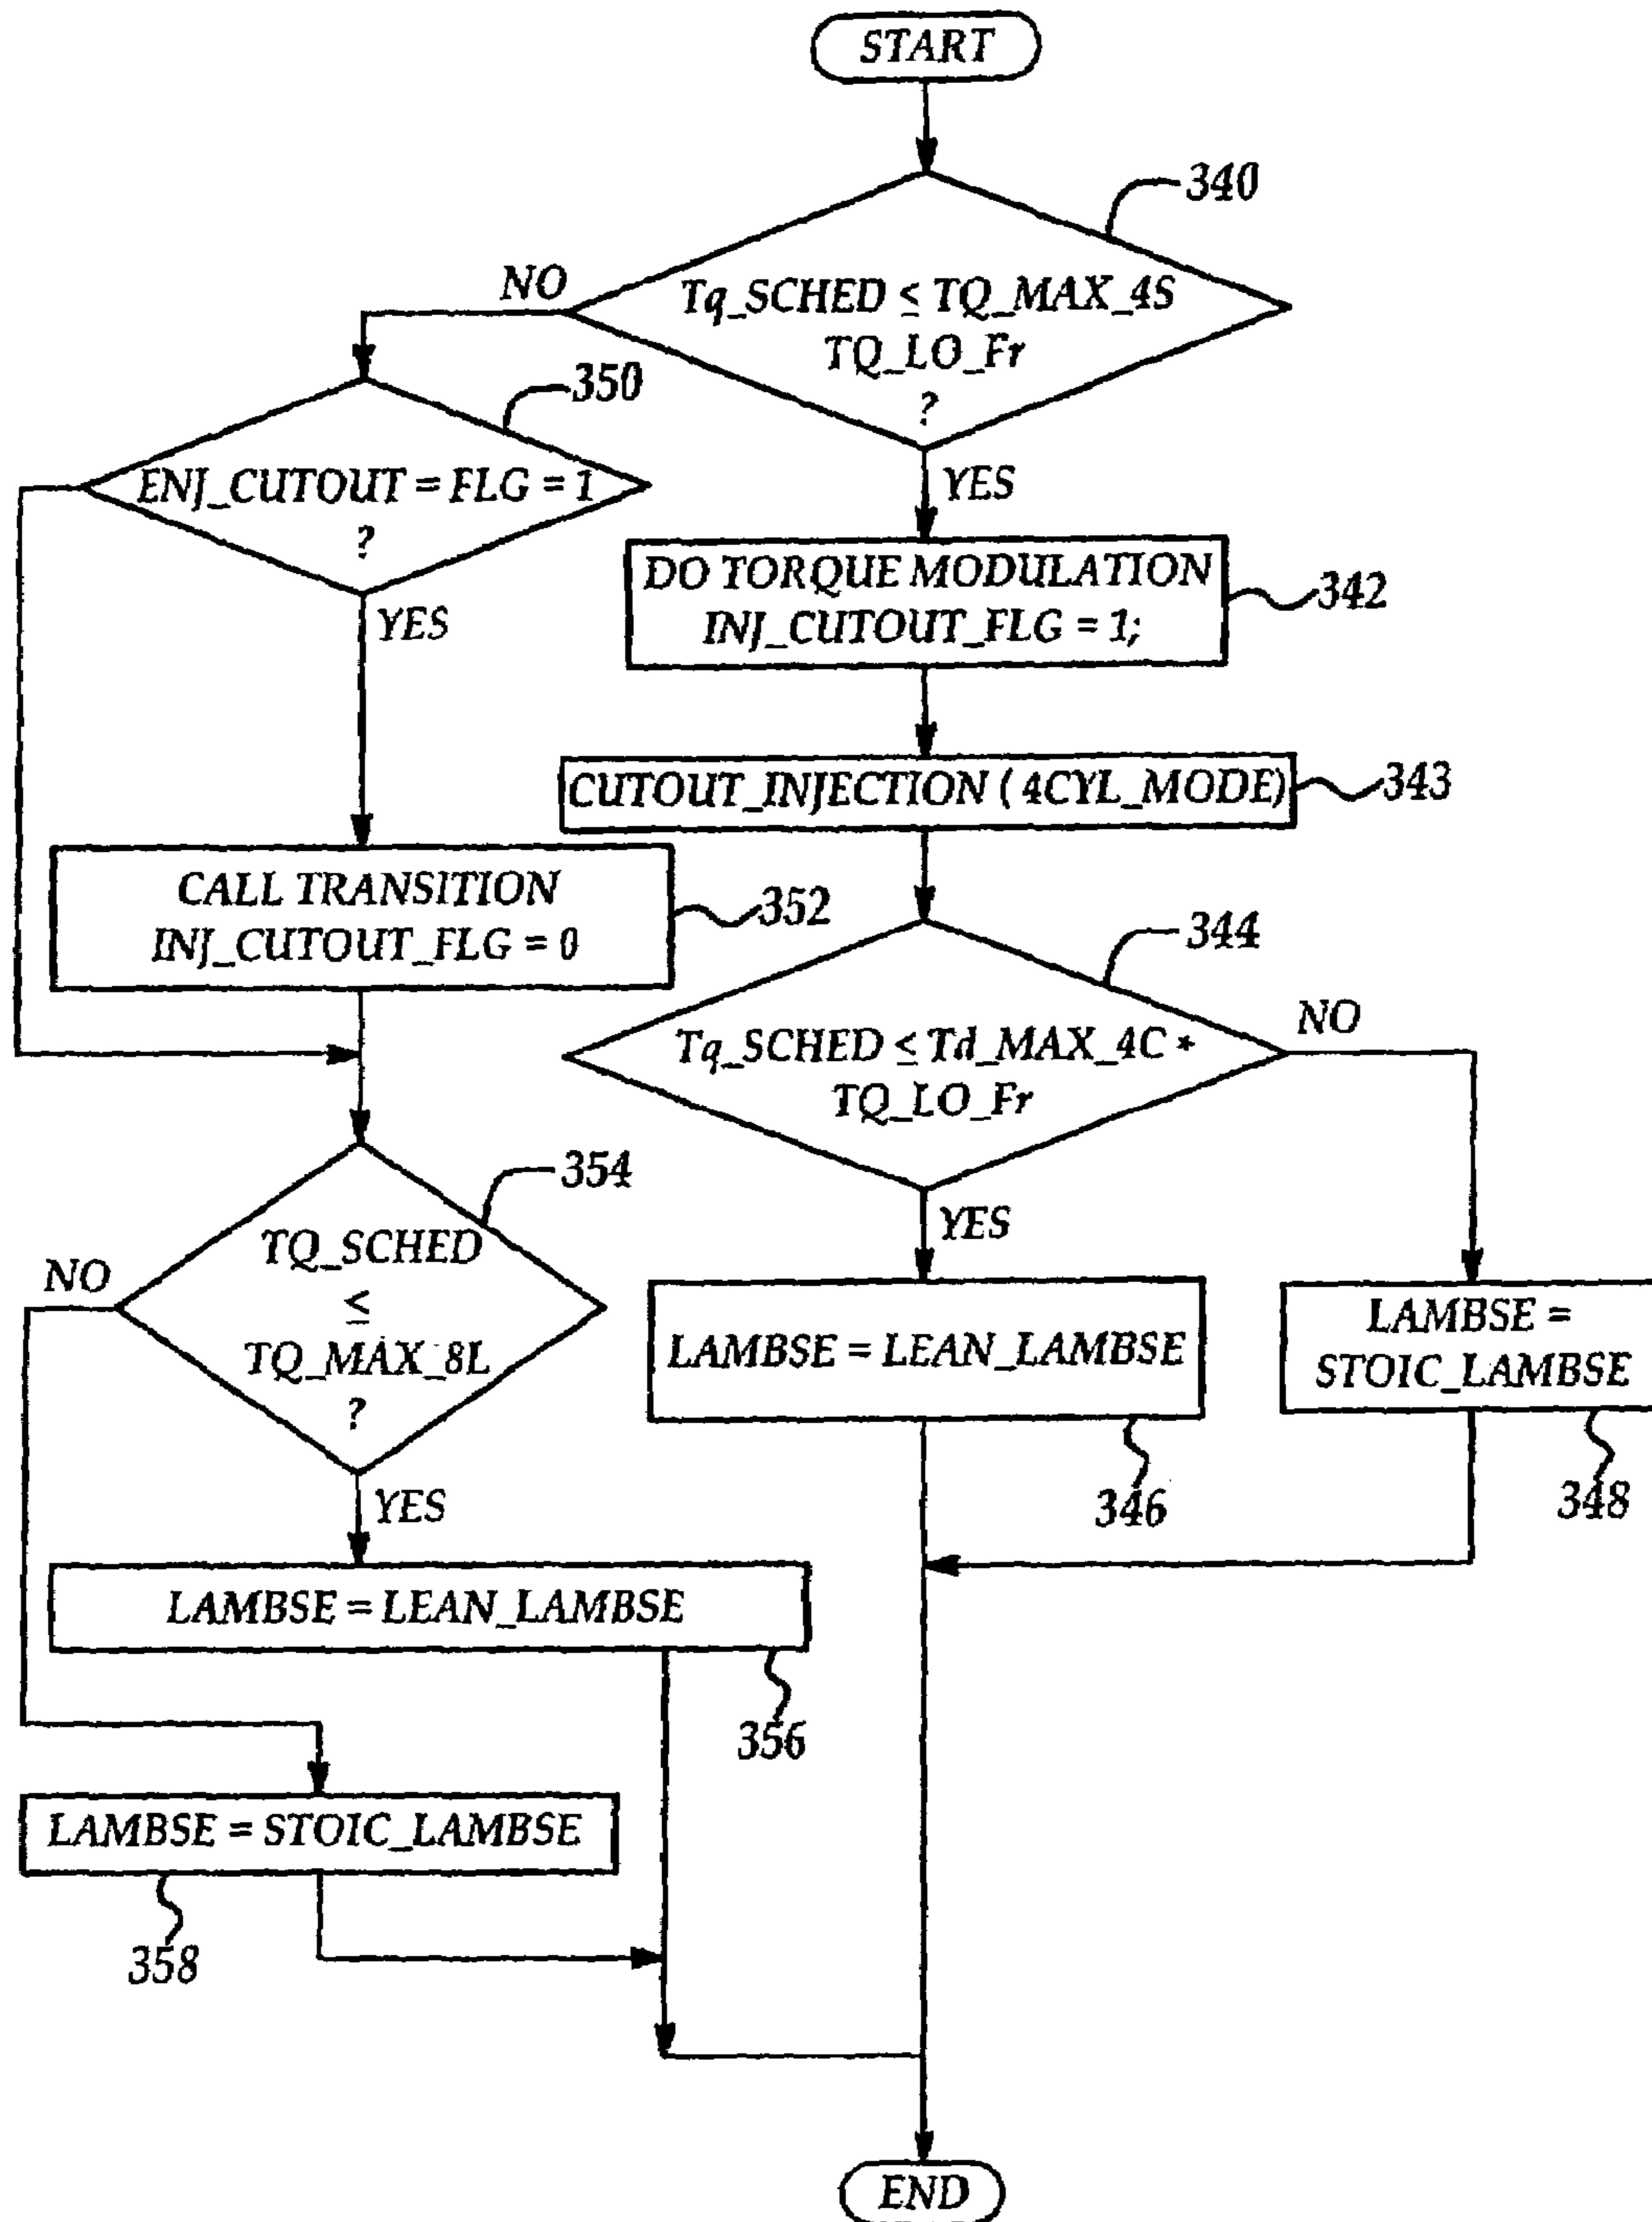 START
340
NO
Tq_SCHED ≤ TQ_MAX_4S
TQ_LO_Fr
?
350
YES
ENJ_CUTOUT = FLG = 1
?
YES
DO TORQUE MODULATION
INJ_CUTOUT_FLG = 1;
342
CUTOUT_INJECTION ( 4CYL_MODE)
343
CALL TRANSITION
INJ_CUTOUT_FLG = 0
352
344
NO
Tq_SCHED ≤ Td_MAX_4C *
TQ_LO_Fr
354
YES
NO
TQ_SCHED
≤
TQ_MAX_8L
?
LAMBSE = LEAN_LAMBSE
LAMBSE =
STOIC_LAMBSE
346
348
YES
LAMBSE = LEAN_LAMBSE
356
LAMBSE = STOIC_LAMBSE
358
END